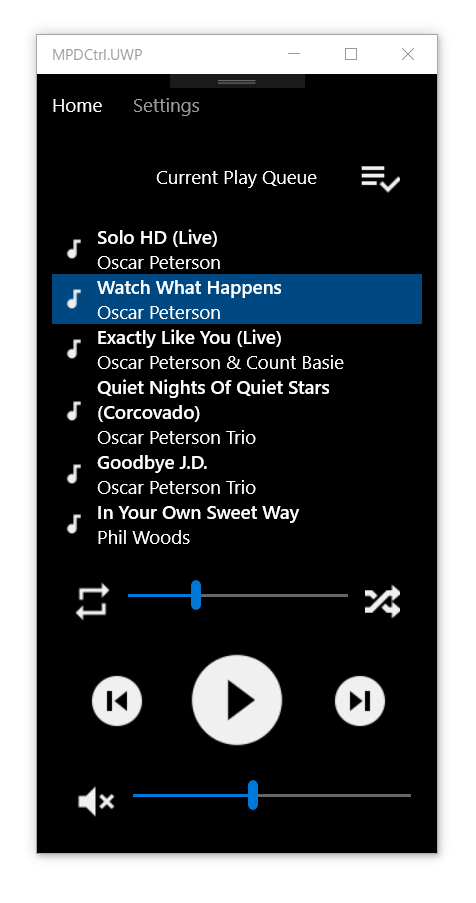 MPDCtrl.UWP
Home Settings
Current Play Queue
Solo HD (Live)
Oscar Peterson
Watch What Happens
Oscar Peterson
Exactly Like You (Live)
Oscar Peterson & Count Basie
Quiet Nights Of Quiet Stars
(Corcovado)
Oscar Peterson Trio
Goodbye J.D.
Oscar Peterson Trio
In Your Own Sweet Way
Phil Woods